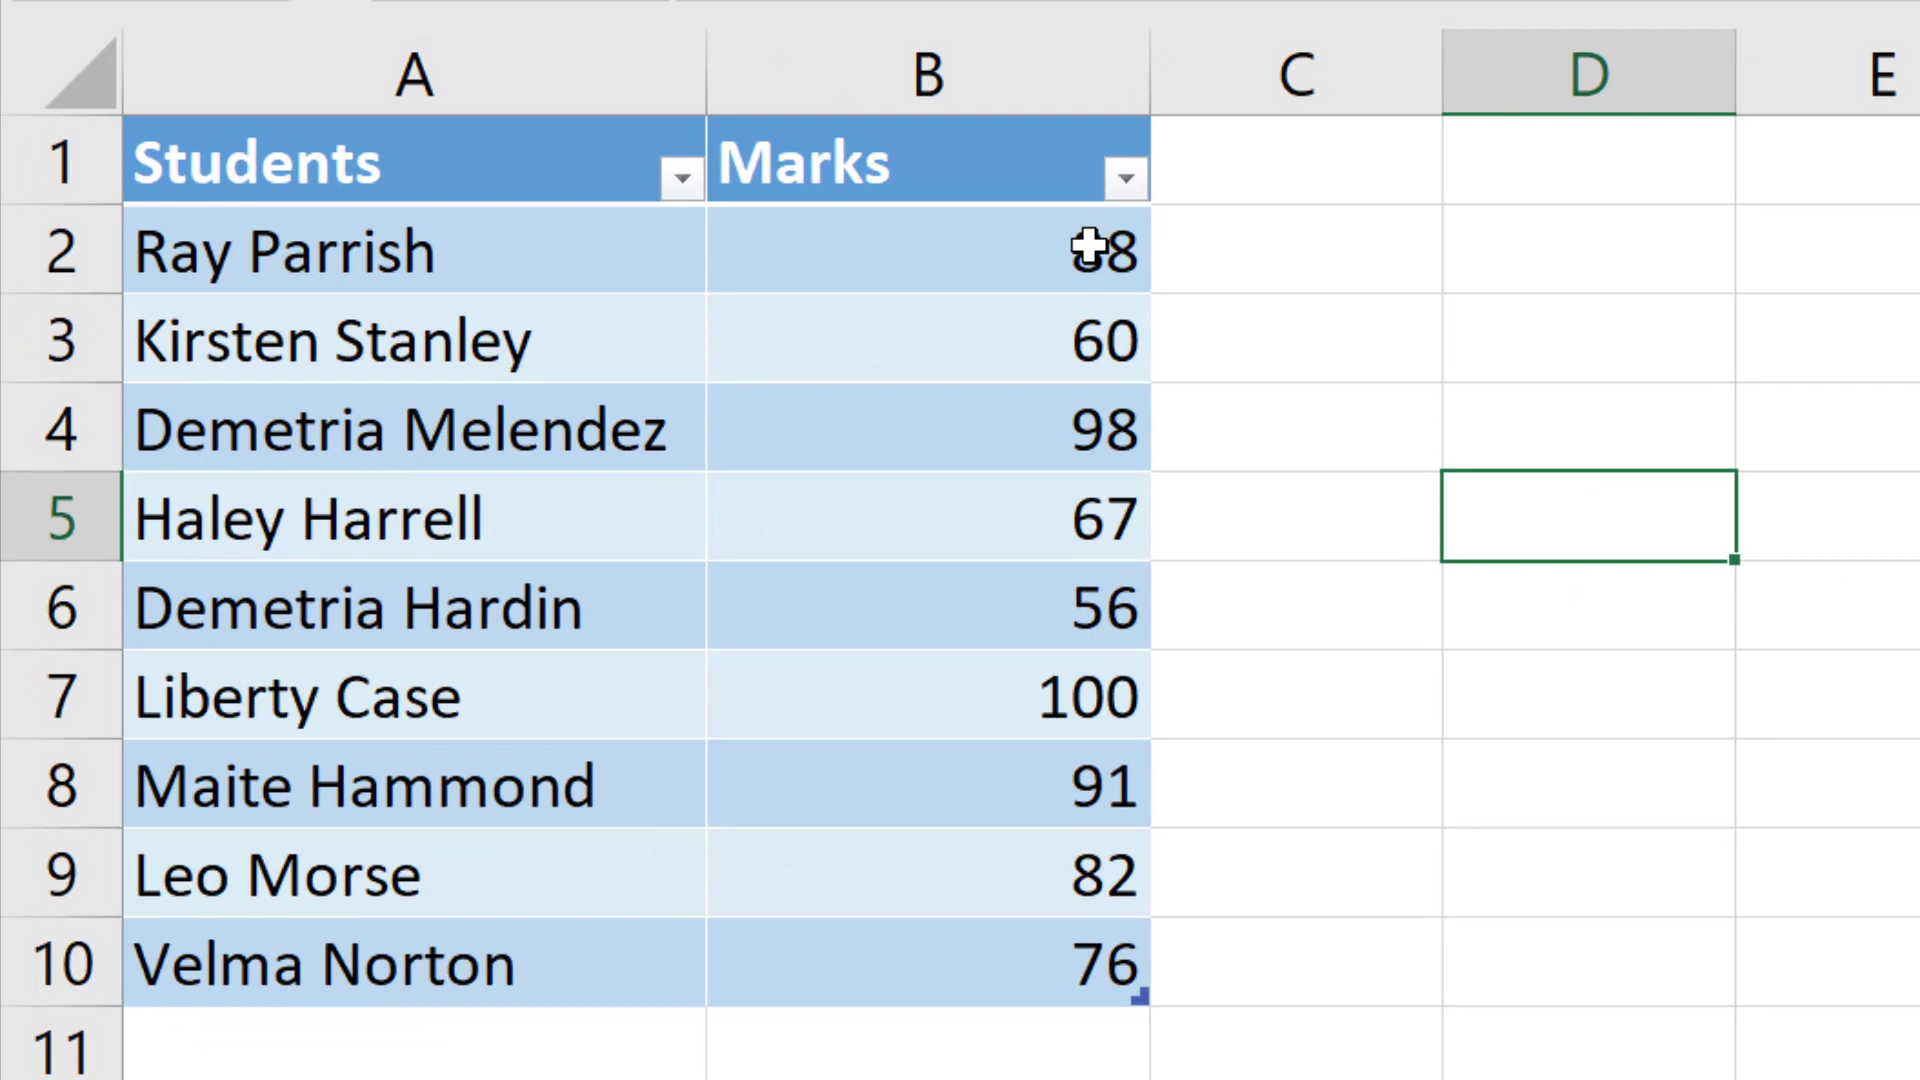 A B C D E
1 Students Marks
2 Ray Parrish
3 Kirsten Stanley 60
4 Demetria Melendez 98
5 Haley Harrell 67
6 Demetria Hardin 56
7 Liberty Case 100
8 Maite Hammond 91
9 Leo Morse 82
10 Velma Norton 76
11